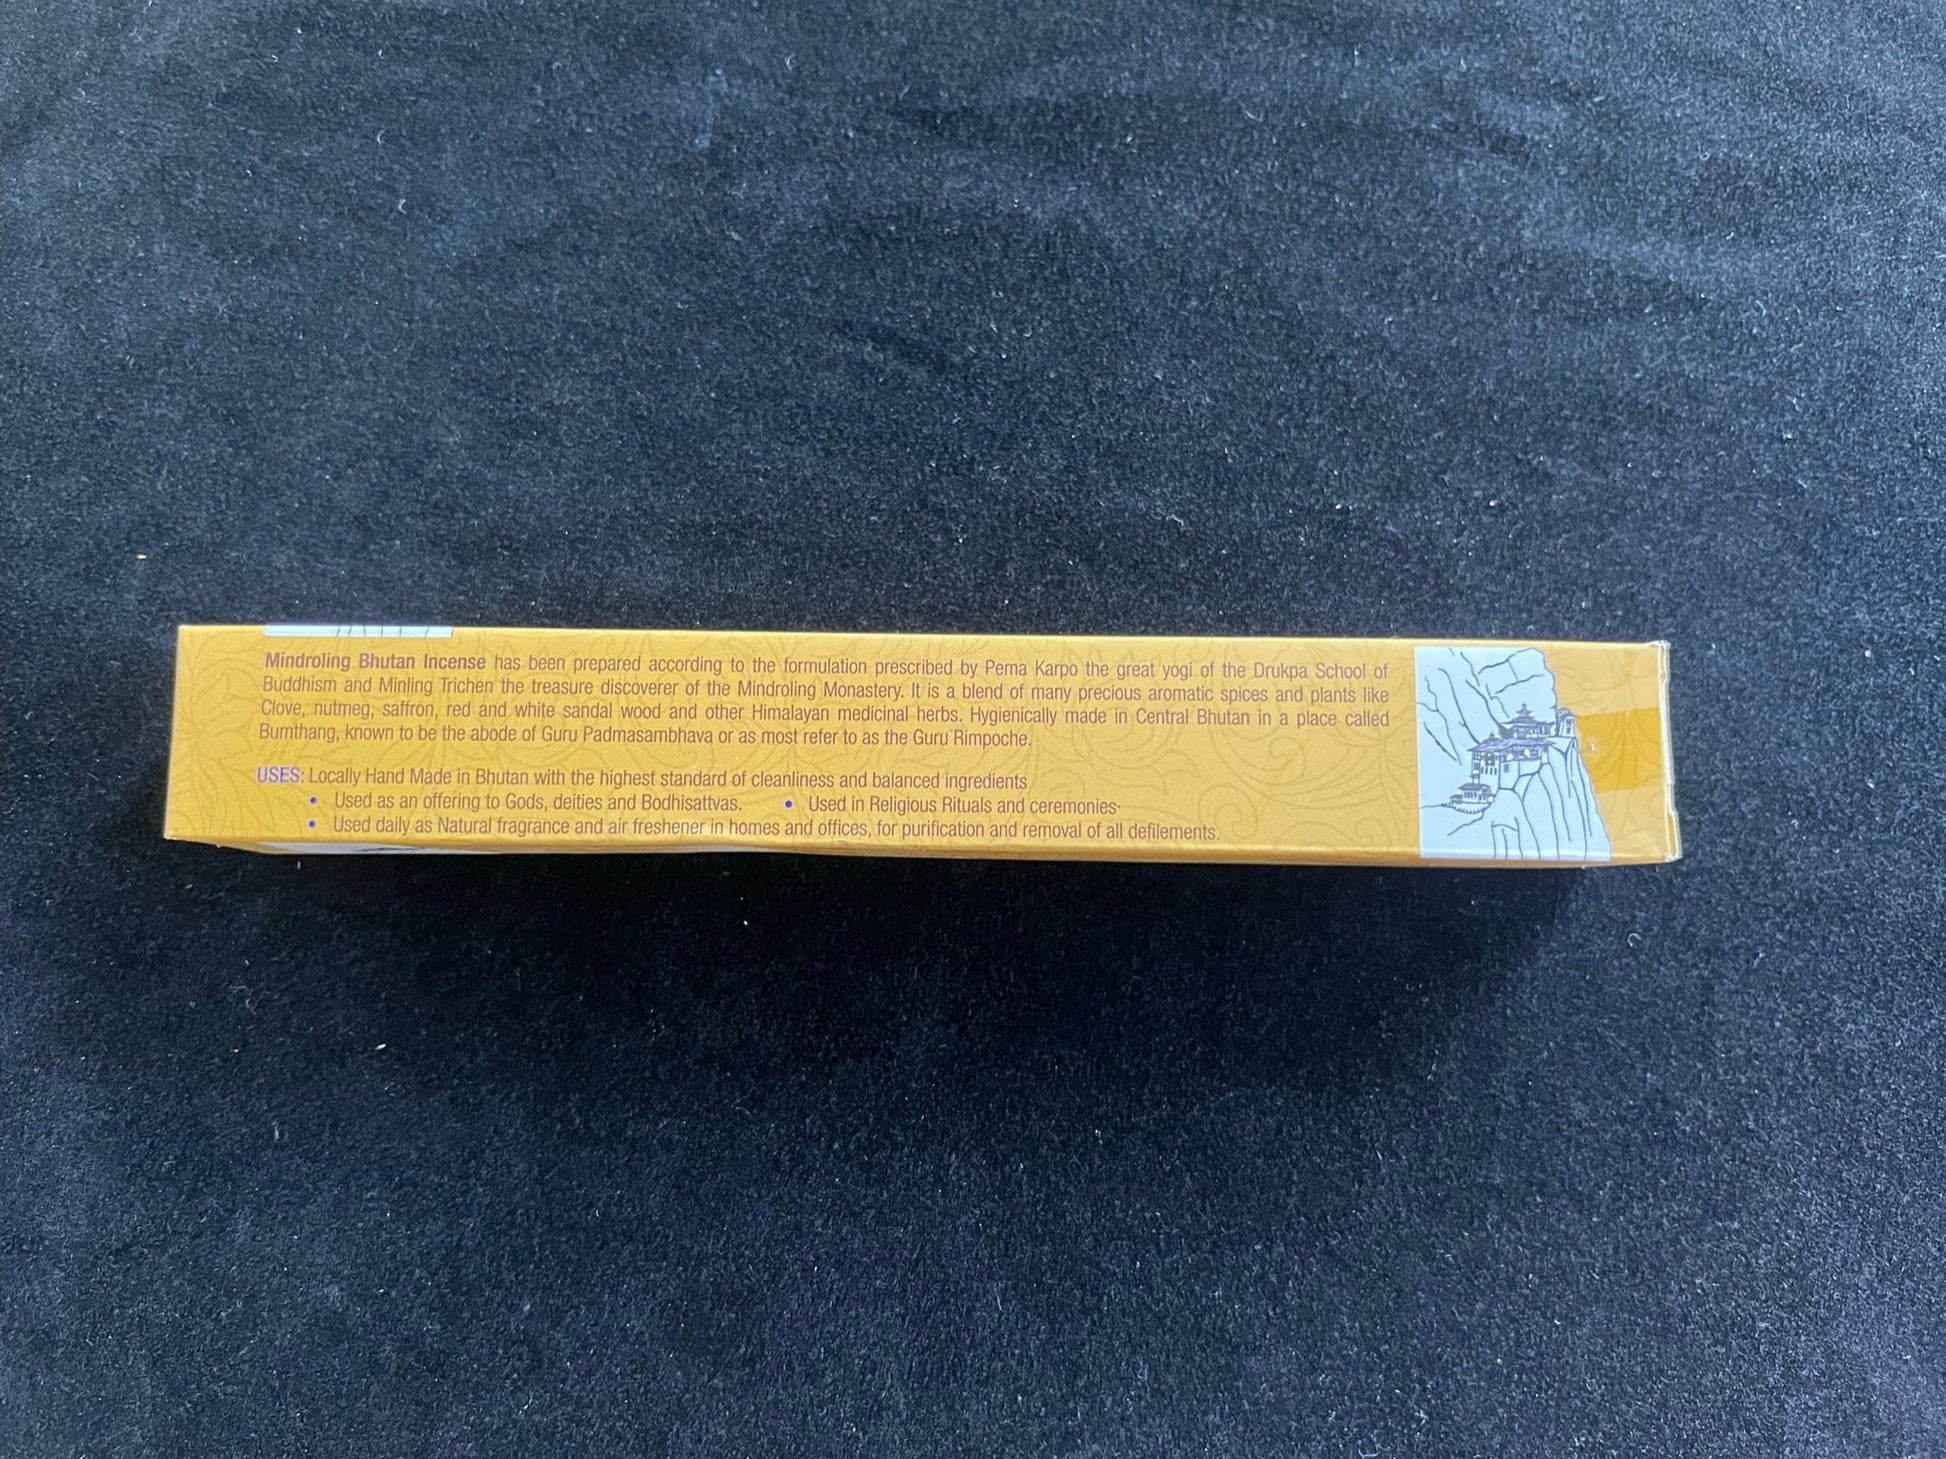 Mindroling Bhutan Incense has been prepared according to the formulation prescribed by Pema Karpo the great yogi of the Drukpa School of
Buddhism and Minling Trichen the treasure discoverer of the Mindroling Monastery. It is a blend of many precious aromatic spices and plants like
Clove, nutmeg, saffron, red and white sandal wood and other Himalayan medicinal herbs. Hygienically made in Central Bhutan in a place called
Bumthang, known to be the abode of Guru Padmasambhava or as most refer to as the Guru Rimpoche.
USES: Locally Hand Made in Bhutan with the highest standard of cleanliness and balanced ingredients
• Used as an offering to Gods, deities and Bodhisattvas. • Used in Religious Rituals and ceremonies·
• Used daily as Natural fragrance and air freshener in homes and offices, for purification and removal of all defilements.